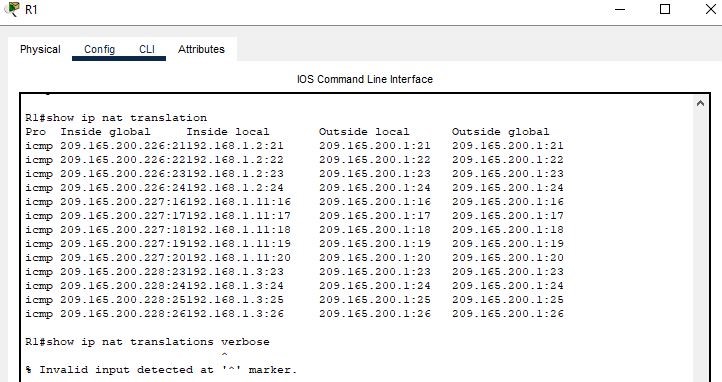 R1
Physical Config CLI Attributes
IOS Command Line Interface
R1#show ip nat translation
Pro  Inside global     Inside local       Outside local      Outside global
icmp 209.165.200.226:21192.168.1.2:21     209.165.200.1:21   209.165.200.1:21
icmp 209.165.200.226:22192.168.1.2:22     209.165.200.1:22   209.165.200.1:22
icmp 209.165.200.226:23192.168.1.2:23     209.165.200.1:23   209.165.200.1:23
icmp 209.165.200.226:24192.168.1.2:24     209.165.200.1:24   209.165.200.1:24
icmp 209.165.200.227:16192.168.1.11:16    209.165.200.1:16   209.165.200.1:16
icmp 209.165.200.227:17192.168.1.11:17    209.165.200.1:17   209.165.200.1:17
icmp 209.165.200.227:18192.168.1.11:18    209.165.200.1:18   209.165.200.1:18
icmp 209.165.200.227:19192.168.1.11:19    209.165.200.1:19   209.165.200.1:19
icmp 209.165.200.227:20192.168.1.11:20    209.165.200.1:20   209.165.200.1:20
icmp 209.165.200.228:23192.168.1.3:23     209.165.200.1:23   209.165.200.1:23
icmp 209.165.200.228:24192.168.1.3:24     209.165.200.1:24   209.165.200.1:24
icmp 209.165.200.228:25192.168.1.3:25     209.165.200.1:25   209.165.200.1:25
icmp 209.165.200.228:26192.168.1.3:26     209.165.200.1:26   209.165.200.1:26
R1#show ip nat translations verbose
^
% Invalid input detected at '^' marker.